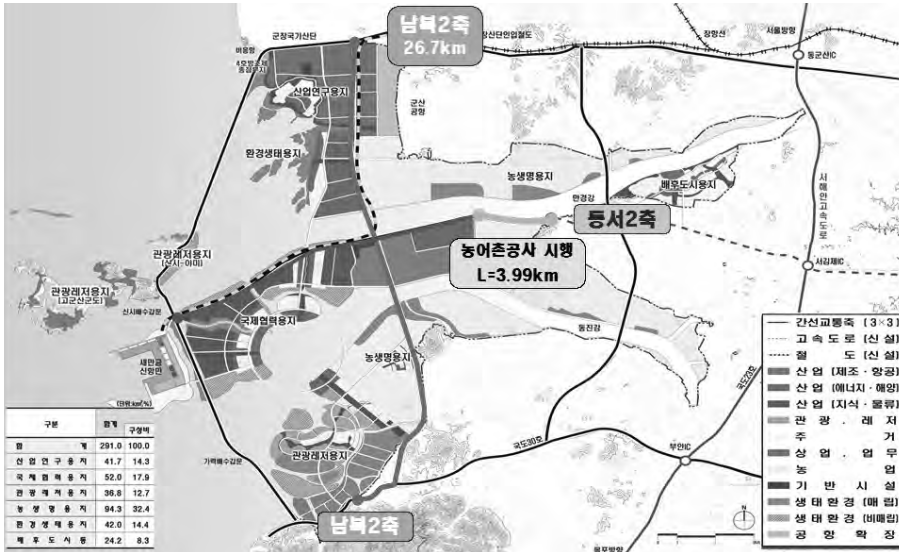 남북2축
26.7km
군장국가산단
비응항
장항선
서울방향
동군산IC
산업연구용지
군산
공항
환경생태용지
농생명용지
만경강
배후도시용지
서해안고속도로
동서2축
농어촌공사 시행
L=3.99km
관광레저용지
(신시~야미)
관광레저용지
(고군산군도)
서김제IC
신시배수갑문
국제협력용지
새만금
신항만
동진강
농생명용지
국도23호
국도30호
부안IC
가력배수갑문
관광레저용지
남북2축
목포방향
(단위:㎢/%)
구분 합계 구성비
합 계 291.0 100.0
산업연구용지 41.7 14.3
국제협력용지 52.0 17.9
관광레저용지 36.8 12.7
농생명용지 94.3 32.4
환경생태용지 42.0 14.4
배후도시등 24.2 8.3
간선교통축 (3×3)
고속도로 (신설)
철도 (신설)
산업 (제조·항공)
산업 (에너지·해양)
산업 (지식·물류)
관광.레저
주거
상업.업무
농업
기반시설
생태환경 (매립)
생태환경 (비매립)
공항확장